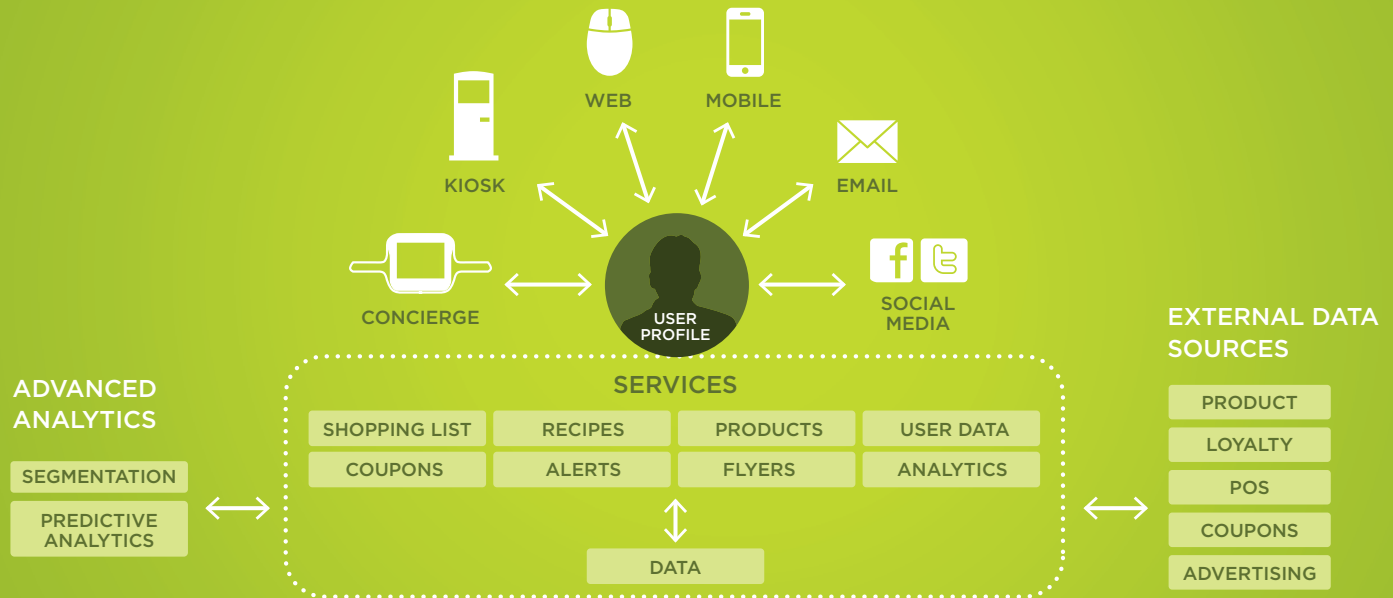 WEB
MOBILE
KIOSK
EMAIL
CONCIERGE
USER
PROFILE
SOCIAL
MEDIA
ADVANCED
ANALYTICS
SEGMENTATION
PREDICTIVE
ANALYTICS
SERVICES
SHOPPING LIST
RECIPES
PRODUCTS
USER DATA
COUPONS
ALERTS
FLYERS
ANALYTICS
DATA
EXTERNAL DATA
SOURCES
PRODUCT
LOYALTY
POS
COUPONS
ADVERTISING